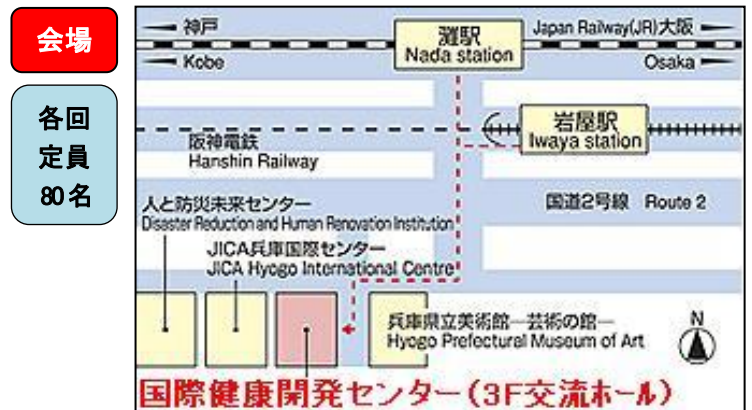 会場
各回
定員
80名
神戸
Kobe
灘駅
Nada station
Japan Railway(JR)大阪
Osaka
阪神電鉄
Hanshin Railway
岩屋駅
Iwaya station
人と防災未来センター
Disaster Reduction and Human Renovation Institution
国道2号線 Route 2
JICA兵庫国際センター
JICA Hyogo International Centre
兵庫県立美術館―芸術の館―
Hyogo Prefectural Museum of Art
N
国際健康開発センター(3F交流ホール)